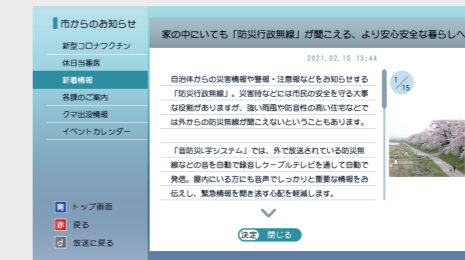 市からのお知らせ
新型コロナワクチン
休日当番医
新着情報
各課のご案内
クマ出没情報
イベントカレンダー
青 トップ画面
赤 戻る
d 放送に戻る
家の中にいても「防災行政無線」が聞こえる、より安心安全な暮らしへ
2021.02.10 13:44
自治体からの災害情報や警報・注意報などをお知らせする
「防災行政無線」。災害時などには市民の安全を守る大事
な役割がありますが、強い雨風や防音性の高い住宅などで
は外からの防災無線が聞こえないということもあります。
「音防災L字システム」では、外で放送されている防災無
線などの音を自動で録音しケーブルテレビを通して自動で
発信。屋内にいる方にも音声でしっかりと重要な情報をお
伝えし、緊急情報を聞き逃す心配を軽減します。
決定 閉じる
1/15